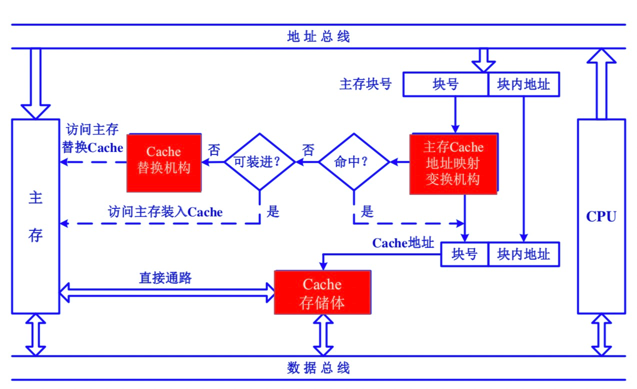 地址总线
主存块号
块号
块内地址
访问主存
替换Cache
Cache
替换机构
否
可装进?
否
命中?
主存Cache
地址映射
变换机构
主
存
CPU
访问主存装入Cache
是
是
Cache地址
块号
块内地址
直接通路
Cache
存储体
数据总线